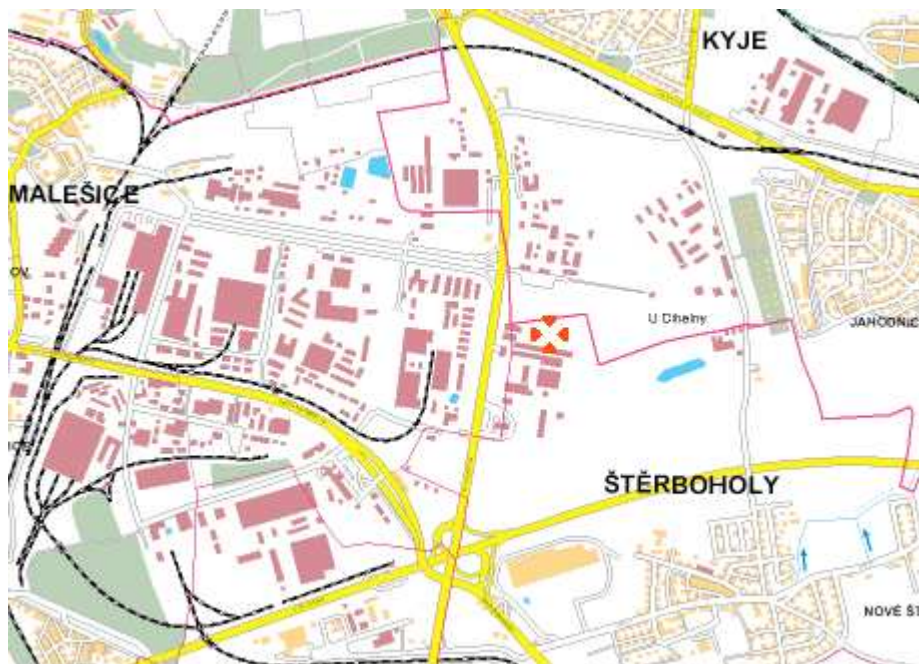 KYJE
MALEŠICE
U Cihelny
JAHODNIC
ŠTĚRBOHOLY
NOVÉ ŠT